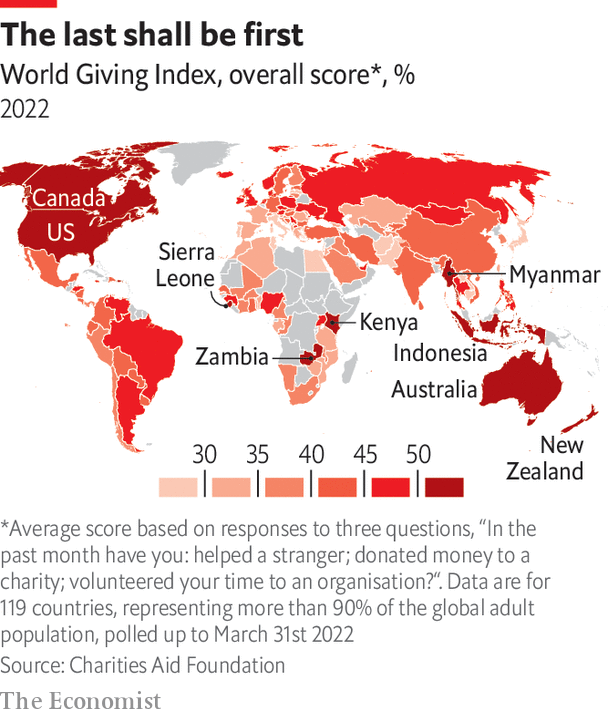 The last shall be first
World Giving Index, overall score*, %
2022
Canada
US
Sierra
Leone
Myanmar
Kenya
Zambia
Indonesia
Australia
New
Zealand
30 35 40 45 50
*Average score based on responses to three questions, “In the
past month have you: helped a stranger; donated money to a
charity; volunteered your time to an organisation?“. Data are for
119 countries, representing more than 90% of the global adult
population, polled up to March 31st 2022
Source: Charities Aid Foundation
The Economist